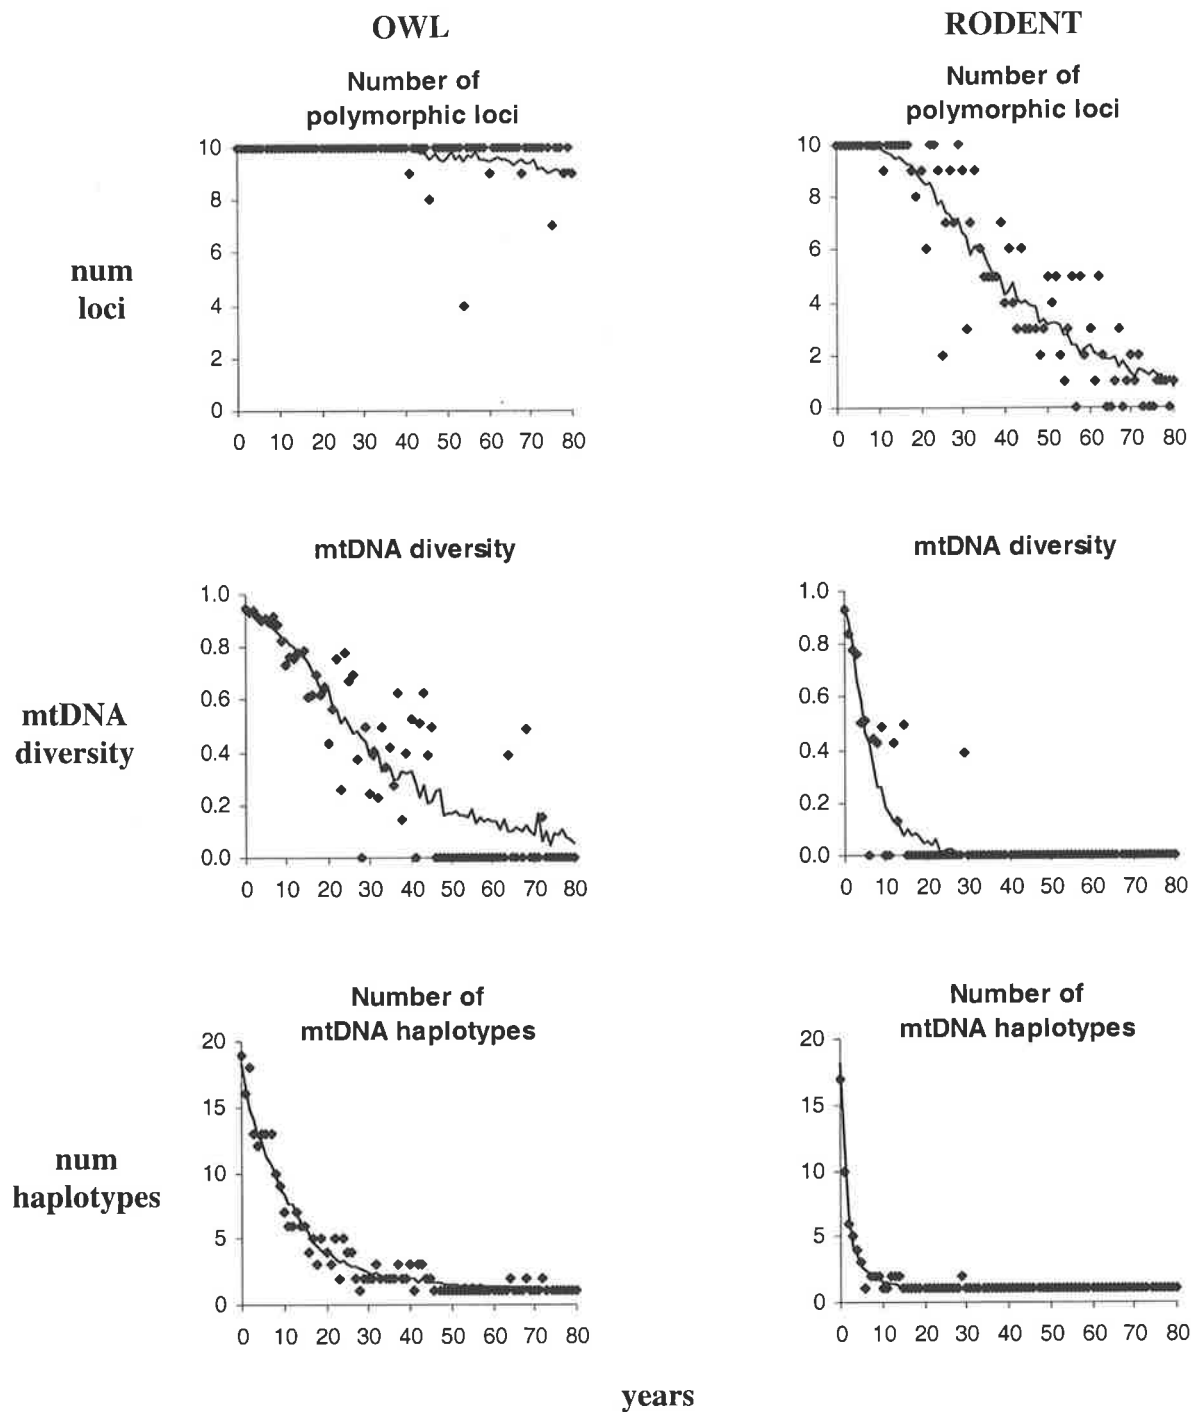 OWL
RODENT
Number of
polymorphic loci
Number of
polymorphic loci
num
loci
10
8
6
4
2
0
0 10 20 30 40 50 60 70 80
10
8
6
4
2
0
0 10 20 30 40 50 60 70 80
mtDNA diversity
mtDNA diversity
mtDNA
diversity
1.0
0.8
0.6
0.4
0.2
0.0
0 10 20 30 40 50 60 70 80
1.0
0.8
0.6
0.4
0.2
0.0
0 10 20 30 40 50 60 70 80
Number of
mtDNA haplotypes
Number of
mtDNA haplotypes
num
haplotypes
20
15
10
5
0
0 10 20 30 40 50 60 70 80
20
15
10
5
0
0 10 20 30 40 50 60 70 80
years